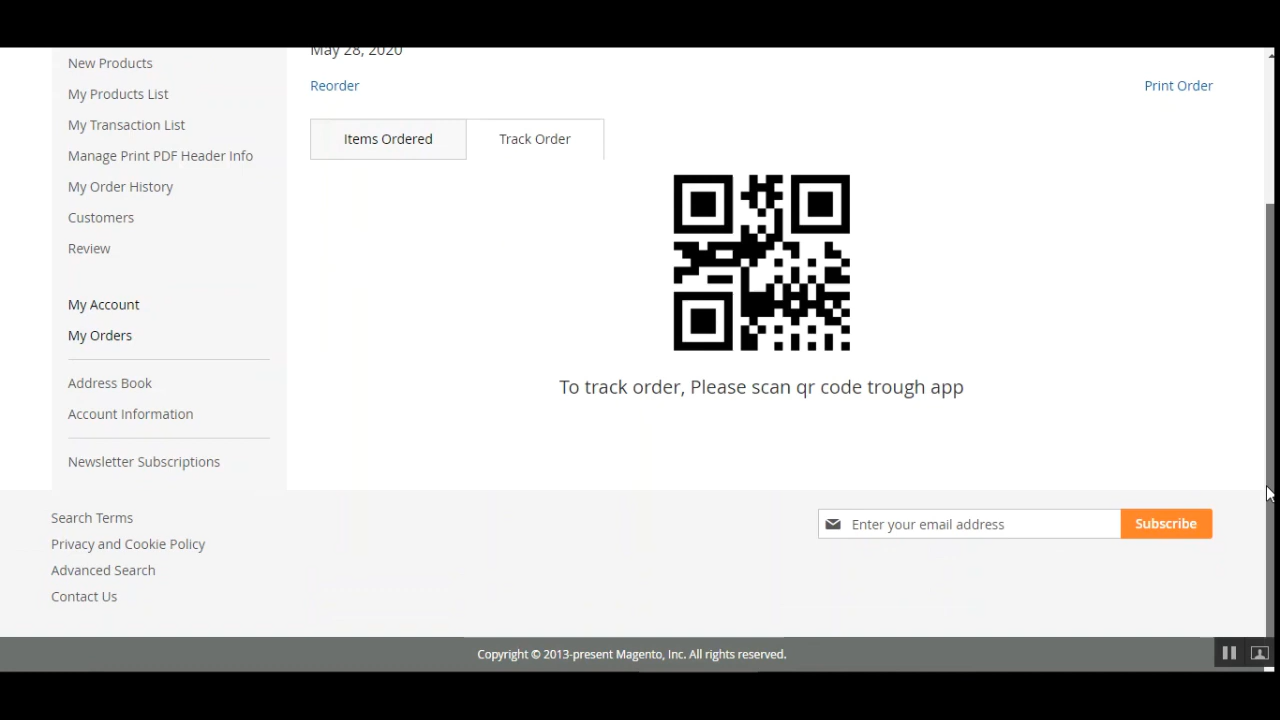 May 28, 2020
New Products
My Products List
My Transaction List
Manage Print PDF Header Info
My Order History
Customers
Review
My Account
My Orders
Address Book
Account Information
Newsletter Subscriptions
Reorder
Print Order
Items Ordered
Track Order
To track order, Please scan qr code trough app
Search Terms
Privacy and Cookie Policy
Advanced Search
Contact Us
Enter your email address
Subscribe
Copyright © 2013-present Magento, Inc. All rights reserved.